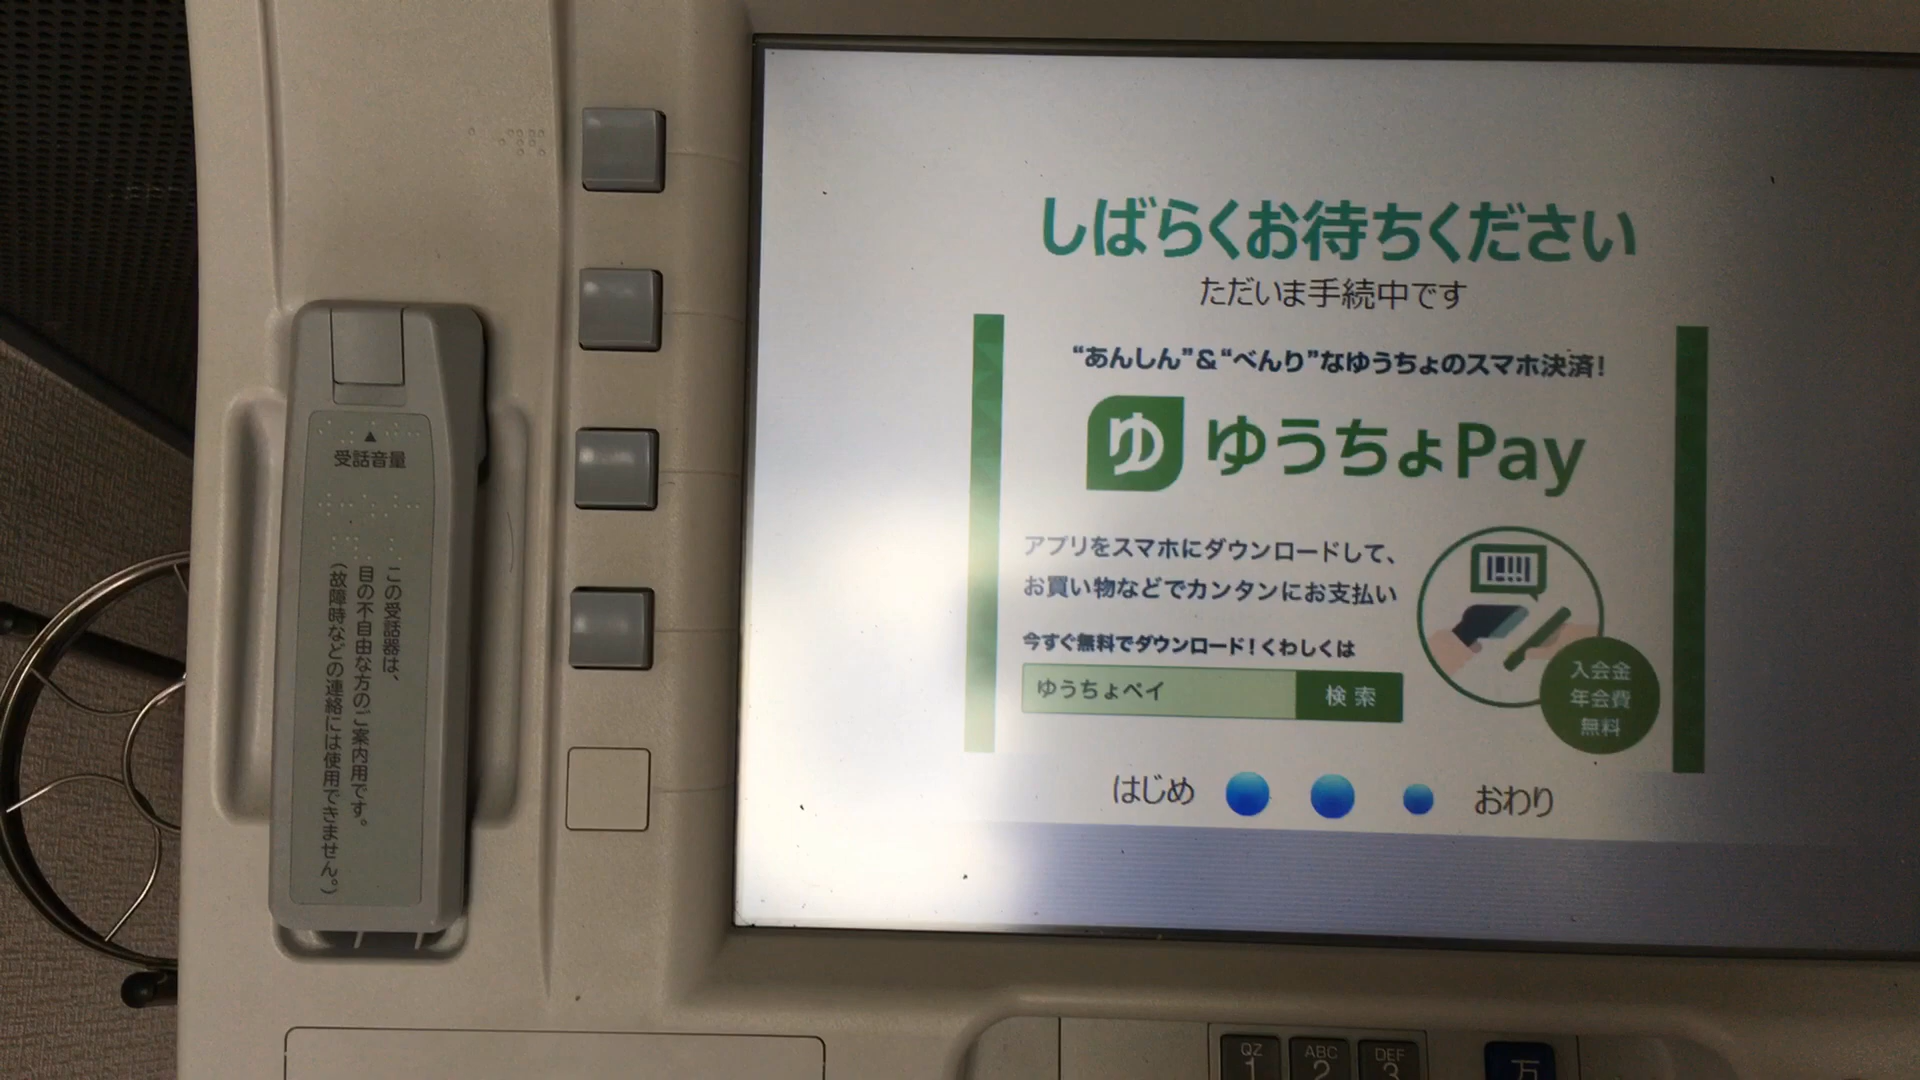 しばらくお待ちください
ただいま手続中です
“あんしん”&“べんり”なゆうちょのスマホ決済!
ゆ ゆうちょPay
アプリをスマホにダウンロードして、
お買い物などでカンタンにお支払い
今すぐ無料でダウンロード!くわしくは
ゆうちょペイ 検索
入会金
年会費
無料
はじめ おわり
▲
受話音量
この受話器は、
目の不自由な方のご案内用です。
(故障時などの連絡には使用できません。)
QZ
1
ABC
2
DEF
3
万